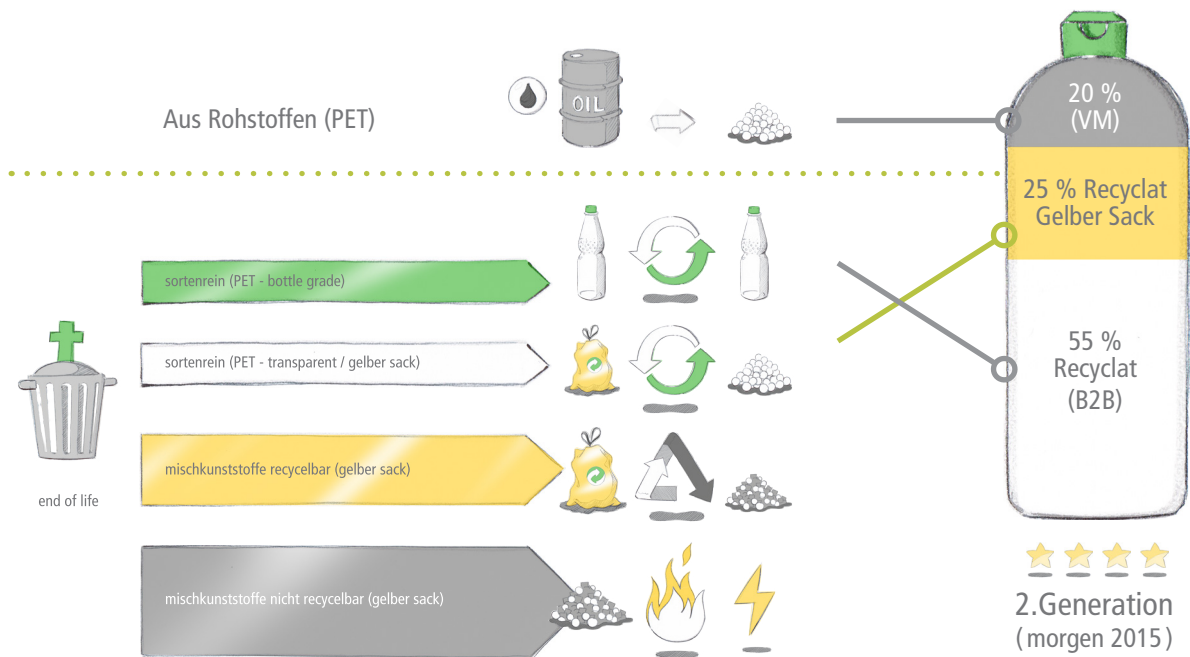 Aus Rohstoffen (PET)
OIL
20 %
(VM)
25 % Recyclat
Gelber Sack
55 %
Recyclat
(B2B)
sortenrein (PET - bottle grade)
sortenrein (PET - transparent / gelber sack)
mischkunststoffe recycelbar (gelber sack)
mischkunststoffe nicht recycelbar (gelber sack)
end of life
2.Generation
(morgen 2015)